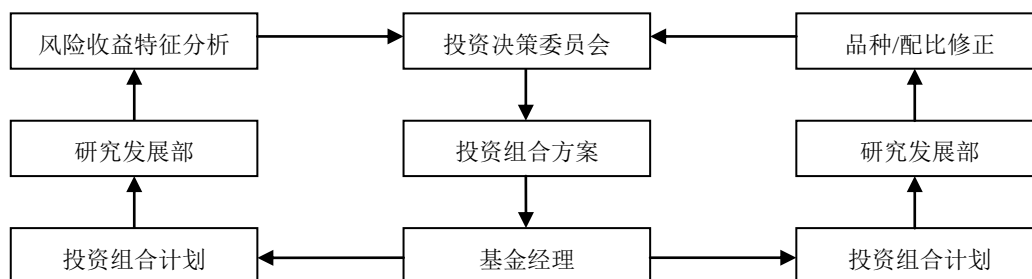 风险收益特征分析
投资决策委员会
品种/配比修正
研究发展部
投资组合方案
研究发展部
投资组合计划
基金经理
投资组合计划